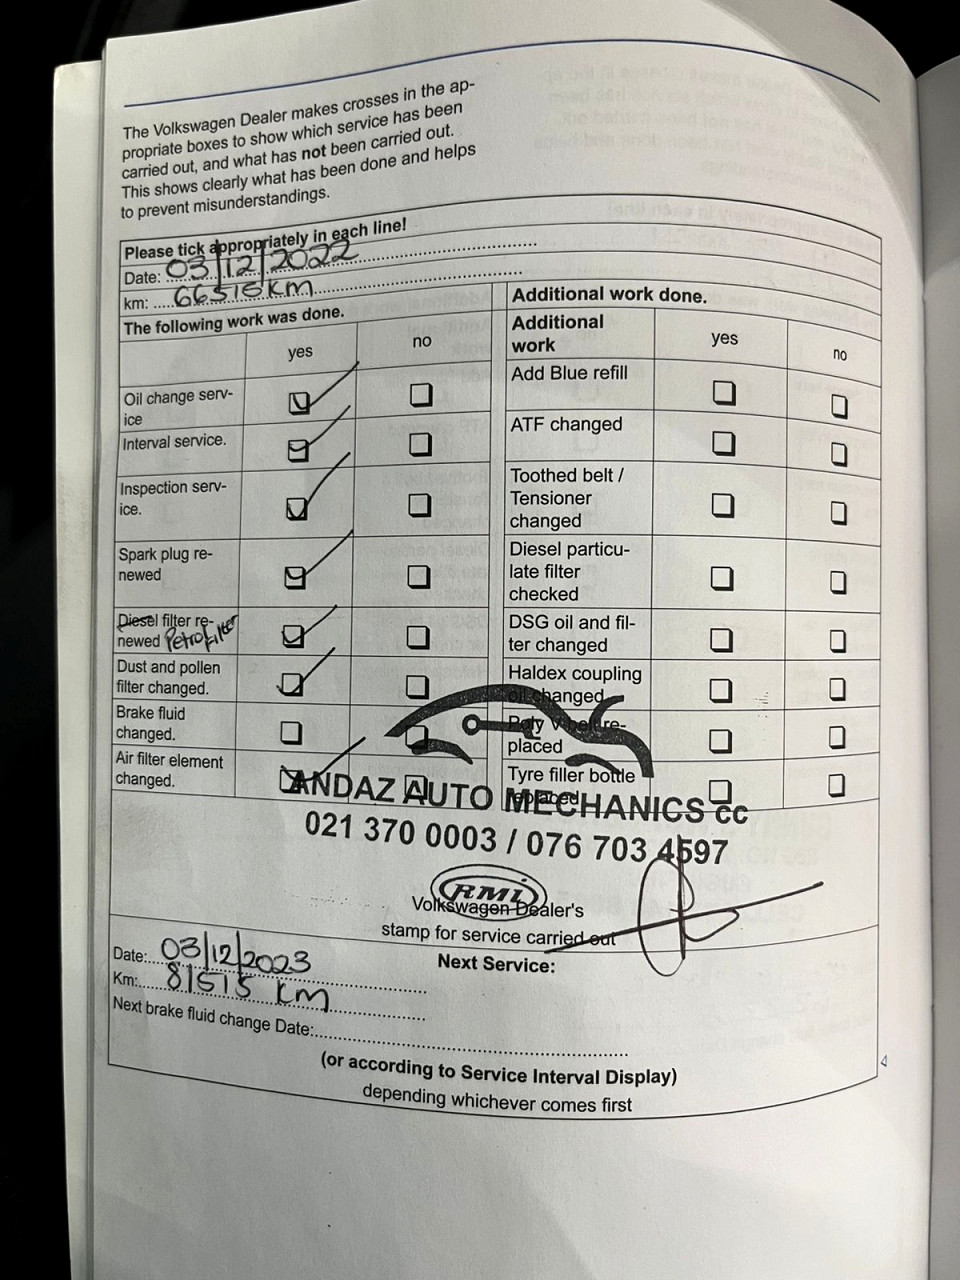 The Volkswagen Dealer makes crosses in the ap-
propriate boxes to show which service has been
carried out, and what has not been carried out.
This shows clearly what has been done and helps
to prevent misunderstandings.
Please tick appropriately in each line!
Date: 03/12/2022
km: 66515 KM
The following work was done.
yes no
Oil change serv-
ice
Interval service.
Inspection serv-
ice.
Spark plug re-
newed
Diesel filter re-
newed Petrol filter
Dust and pollen
filter changed.
Brake fluid
changed.
Air filter element
changed.
Additional work done.
Additional
work
yes no
Add Blue refill
ATF changed
Toothed belt /
Tensioner
changed
Diesel particu-
late filter
checked
DSG oil and fil-
ter changed
Haldex coupling
oil changed
Poly V-belt re-
placed
Tyre filler bottle
replaced
ANDAZ AUTO MECHANICS cc
021 370 0003 / 076 703 4597
RMI
Volkswagen Dealer's
stamp for service carried out
Next Service:
Date: 03/12/2023
Km: 81515 KM
Next brake fluid change Date:
(or according to Service Interval Display)
depending whichever comes first